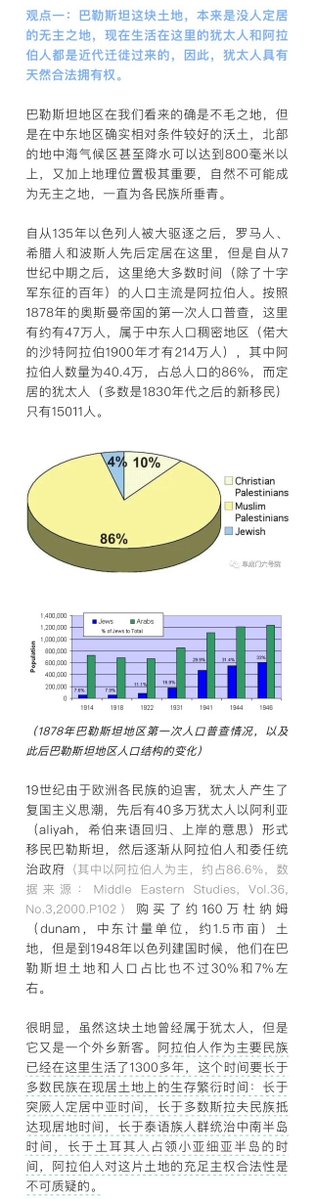 观点一：巴勒斯坦这块土地，本来是没人定居
的无主之地，现在生活在这里的犹太人和阿拉
伯人都是近代迁徙过来的，因此，犹太人具有
天然合法拥有权。
巴勒斯坦地区在我们看来的确是不毛之地，但
是在中东地区确实相对条件较好的沃土，北部
的地中海气候区甚至降水可以达到800毫米以
上，又加上地理位置极其重要，自然不可能成
为无主之地，一直为各民族所垂青。
自从135年以色列人被大驱逐之后，罗马人、
希腊人和波斯人先后定居在这里，但是自从7
世纪中期之后，这里绝大多数时间（除了十字
军东征的百年）的人口主流是阿拉伯人。按照
1878年的奥斯曼帝国的第一次人口普查，这里
有约有47万人，属于中东人口稠密地区（偌大
的沙特阿拉伯1900年才有214万人），其中阿
拉伯人数量为40.4万，占总人口的86%，而定
居的犹太人（多数是1830年代之后的新移民）
只有15011人。
4%
10%
86%
Christian
Palestinians
Muslim
Palestinians
Jewish
阜成门六号院
Jews
Arabs
% of Jews to Total
Population
1,400,000
1,200,000
1,000,000
800,000
600,000
400,000
200,000
0
7.6%
7.9%
11.1%
16.9%
29.9%
31.4%
33%
1914
1918
1922
1931
1941
1944
1946
（1878年巴勒斯坦地区第一次人口普查情况，以及
此后巴勒斯坦地区人口结构的变化）
19世纪由于欧洲各民族的迫害，犹太人产生了
复国主义思潮，先后有40多万犹太人以阿利亚
（aliyah，希伯来语回归、上岸的意思）形式
移民巴勒斯坦，然后逐渐从阿拉伯人和委任统
治政府（其中以阿拉伯人为主，约占86.6%，数
据来源：Middle Eastern Studies, Vol.36,
No.3,2000.P102）购买了约160万杜纳姆
（dunam，中东计量单位，约1.5市亩）土
地，但是到1948年以色列建国时候，他们在巴
勒斯坦土地和人口占比也不过30%和7%左
右。
很明显，虽然这块土地曾经属于犹太人，但是
它又是一个外乡新客。阿拉伯人作为主要民族
已经在这里生活了1300多年，这个时间要长于
多数民族在现居土地上的生存繁衍时间：长于
突厥人定居中亚时间，长于多数斯拉夫民族抵
达现居地时间，长于泰语族人群统治中南半岛
时间，长于土耳其人占领小亚细亚半岛的时
间，阿拉伯人对这片土地的充足主权合法性是
不可质疑的。